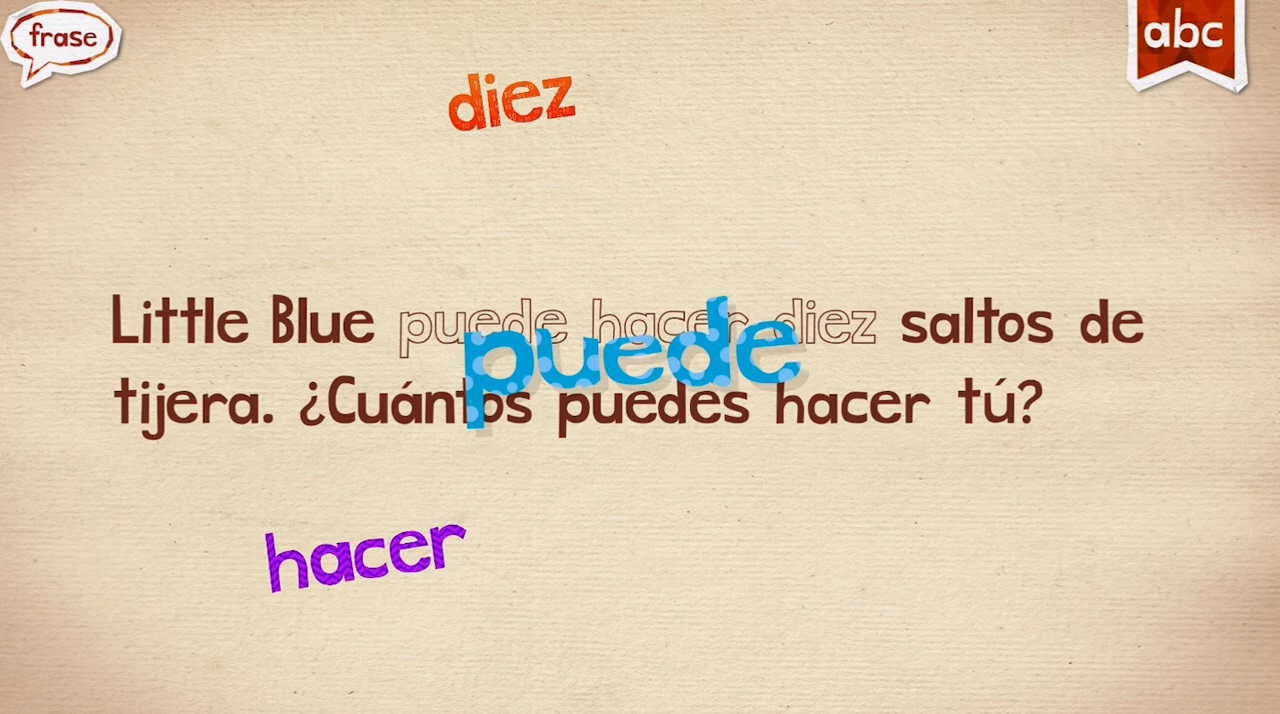 frase
abc
diez
Little Blue puede hacer diez saltos de
puede
tijera. ¿Cuántos puedes hacer tú?
hacer